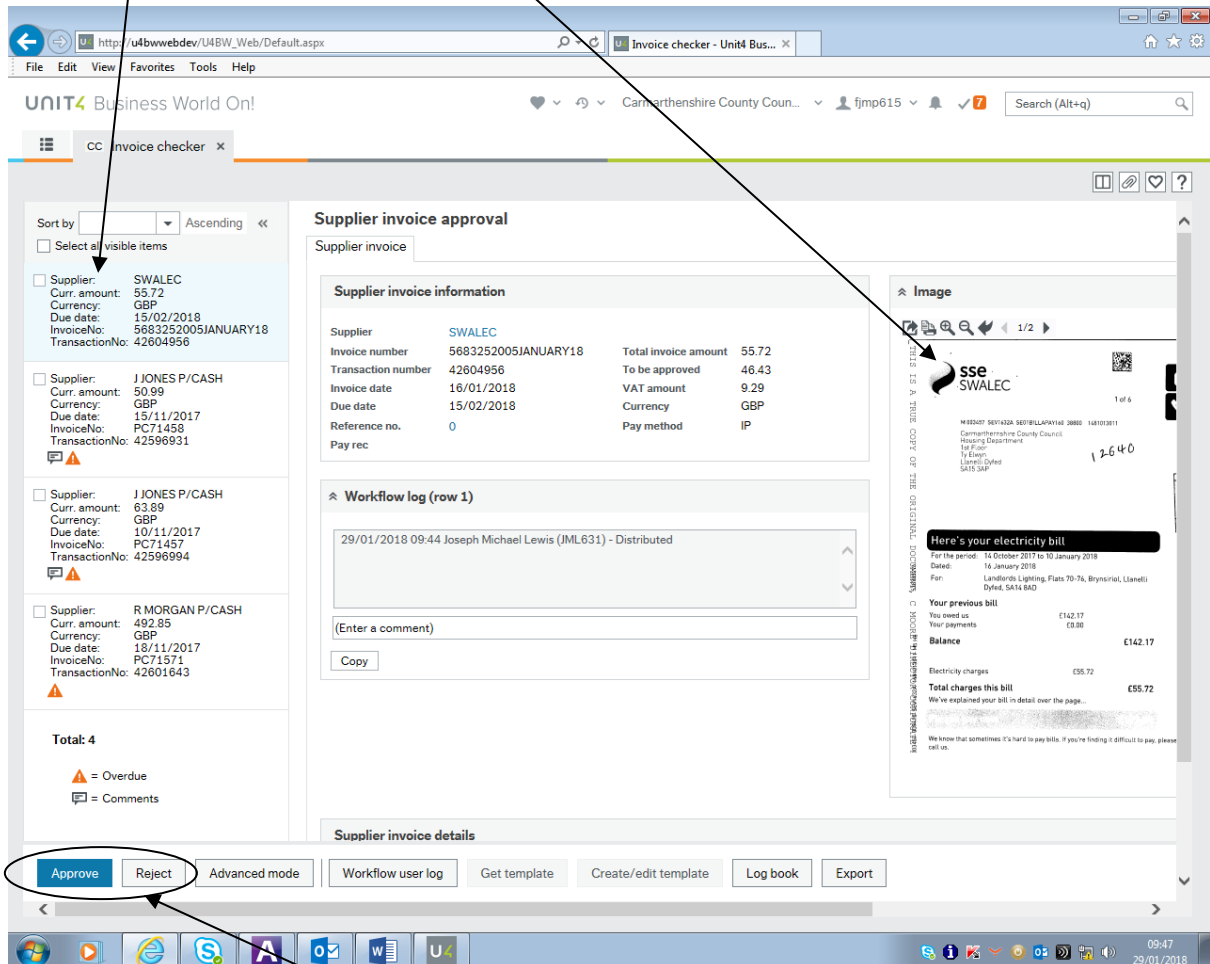 http://u4bwwebdev/U4BW_Web/Default.aspx
Invoice checker - Unit4 Bus...
File Edit View Favorites Tools Help
UNIT4 Business World On!
Carmarthenshire County Coun...
fjmp615
7
Search (Alt+q)
CC Invoice checker
Sort by
Ascending
Select all visible items
Supplier: SWALEC
Curr. amount: 55.72
Currency: GBP
Due date: 15/02/2018
InvoiceNo: 5683252005JANUARY18
TransactionNo: 42604956
Supplier: J JONES P/CASH
Curr. amount: 50.99
Currency: GBP
Due date: 15/11/2017
InvoiceNo: PC71458
TransactionNo: 42596931
Supplier: J JONES P/CASH
Curr. amount: 63.89
Currency: GBP
Due date: 10/11/2017
InvoiceNo: PC71457
TransactionNo: 42596994
Supplier: R MORGAN P/CASH
Curr. amount: 492.85
Currency: GBP
Due date: 18/11/2017
InvoiceNo: PC71571
TransactionNo: 42601643
Total: 4
= Overdue
= Comments
Supplier invoice approval
Supplier invoice
Supplier invoice information
Supplier SWALEC
Invoice number 5683252005JANUARY18 Total invoice amount 55.72
Transaction number 42604956 To be approved 46.43
Invoice date 16/01/2018 VAT amount 9.29
Due date 15/02/2018 Currency GBP
Reference no. 0 Pay method IP
Pay rec
Workflow log (row 1)
29/01/2018 09:44 Joseph Michael Lewis (JML631) - Distributed
(Enter a comment)
Copy
Image
1/2
THIS IS A TRUE COPY OF THE ORIGINAL DOCUMENT
C MOORE
sse
SWALEC
1 of 6
Carmarthernshire County Council
Housing Department
1st Floor
Ty Elwyn
Llanelli Dyfed
SA15 3AP
12640
Here's your electricity bill
For the period: 14 October 2017 to 10 January 2018
Dated: 16 January 2018
For: Landlords Lighting, Flats 70-76, Brynsiriol, Llanelli
Dyfed, SA14 8AD
Your previous bill
You owed us £142.17
Your payments £0.00
Balance £142.17
Electricity charges £55.72
Total charges this bill £55.72
We've explained your bill in detail over the page...
We know that sometimes it's hard to pay bills. If you're finding it difficult to pay, please
call us.
Supplier invoice details
Approve Reject Advanced mode Workflow user log Get template Create/edit template Log book Export
09:47
29/01/2018